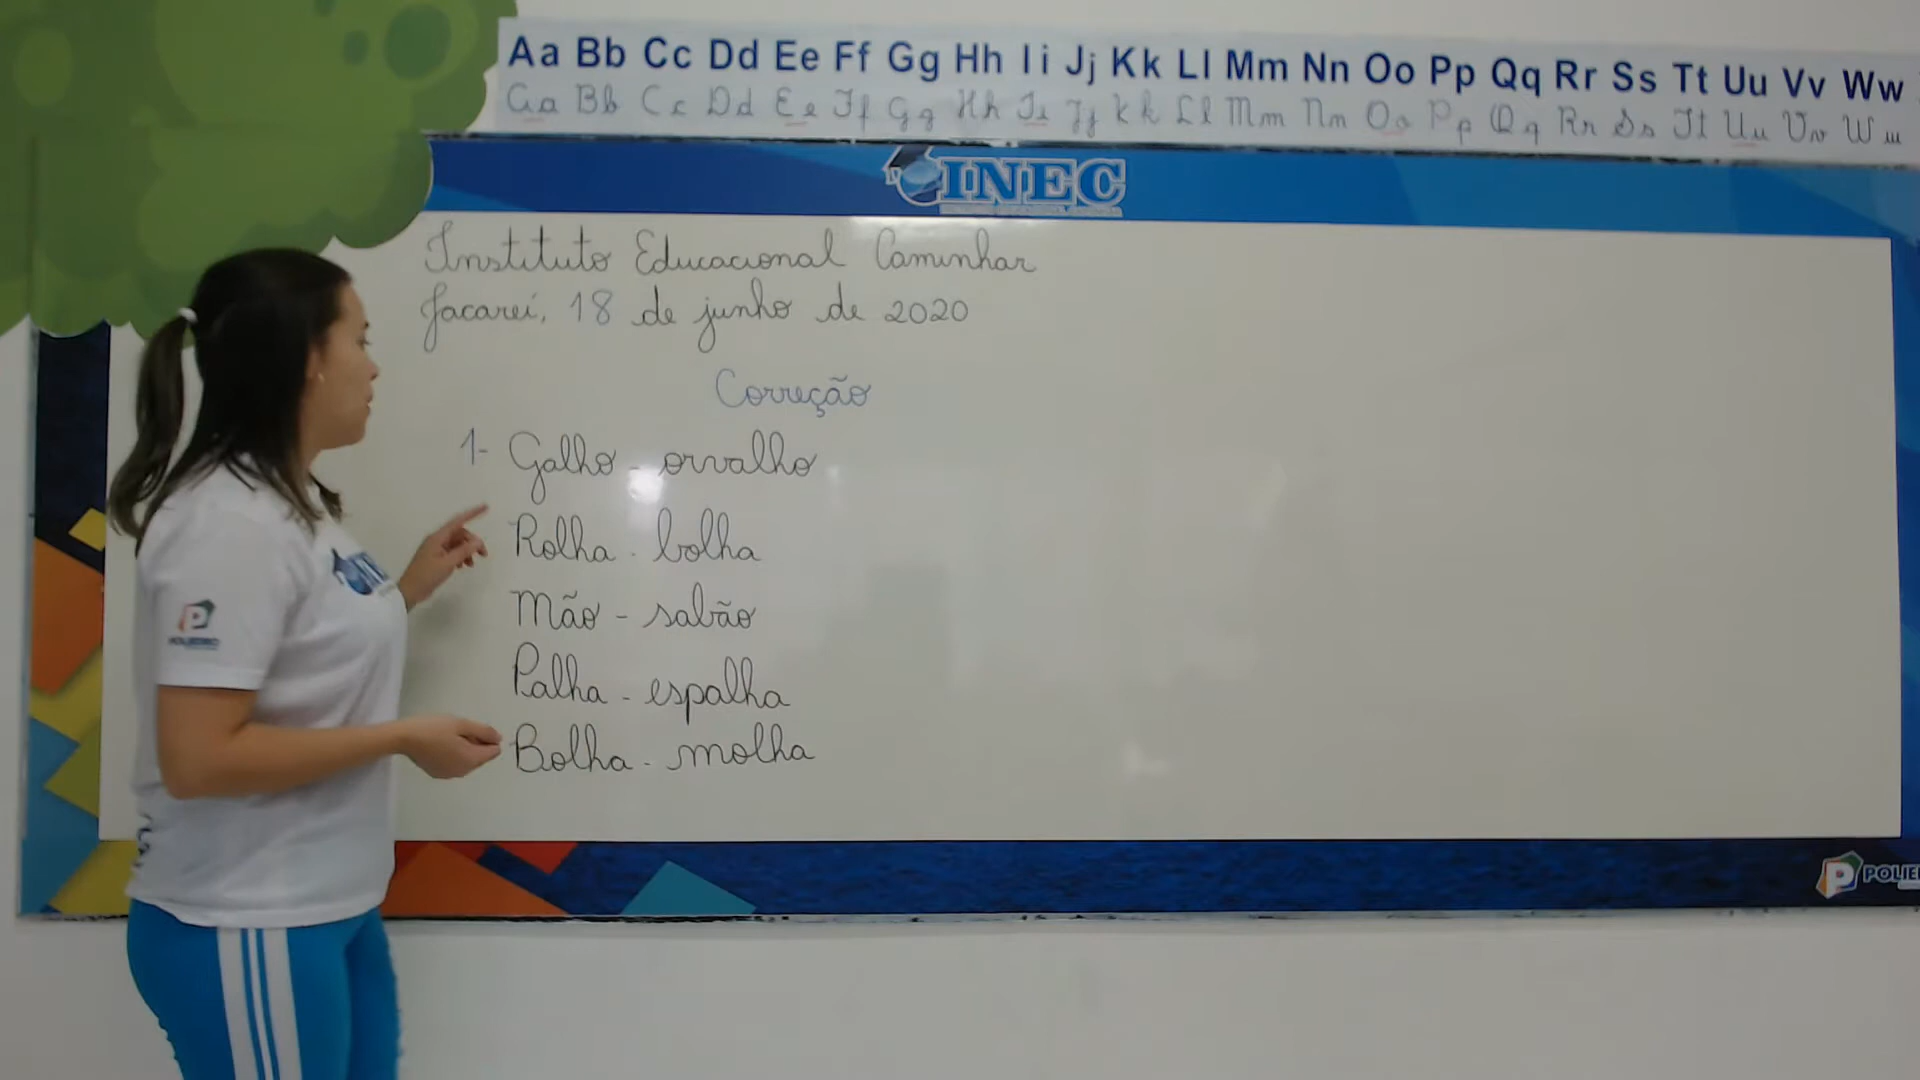 Aa Bb Cc Dd Ee Ff Gg Hh Ii Jj Kk Ll Mm Nn Oo Pp Qq Rr Ss Tt Uu Vv Ww
Aa Bb Cc Dd Ee Ff Gg Hh Ii Jj Kk Ll Mm Nn Oo Pp Qq Rr Ss Tt Uu Vv Ww
INEC
Instituto Educacional Caminhar
Jacareí, 18 de junho de 2020
Correção
1- Galho - orvalho
Rolha - bolha
Mão - sabão
Palha - espalha
Bolha - molha
P
POLIEDRO
P POLIE